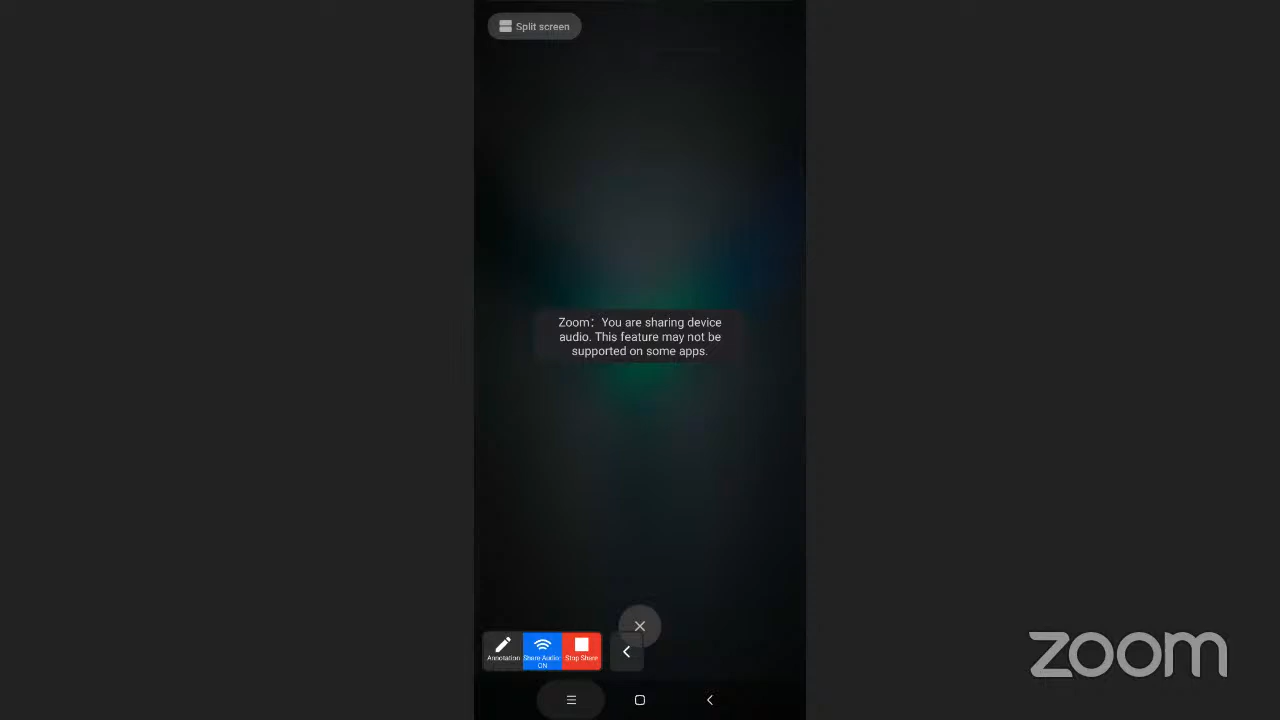 Split screen
Zoom: You are sharing device
audio. This feature may not be
supported on some apps.
Annotation
Share Audio:
ON
Stop Share
zoom